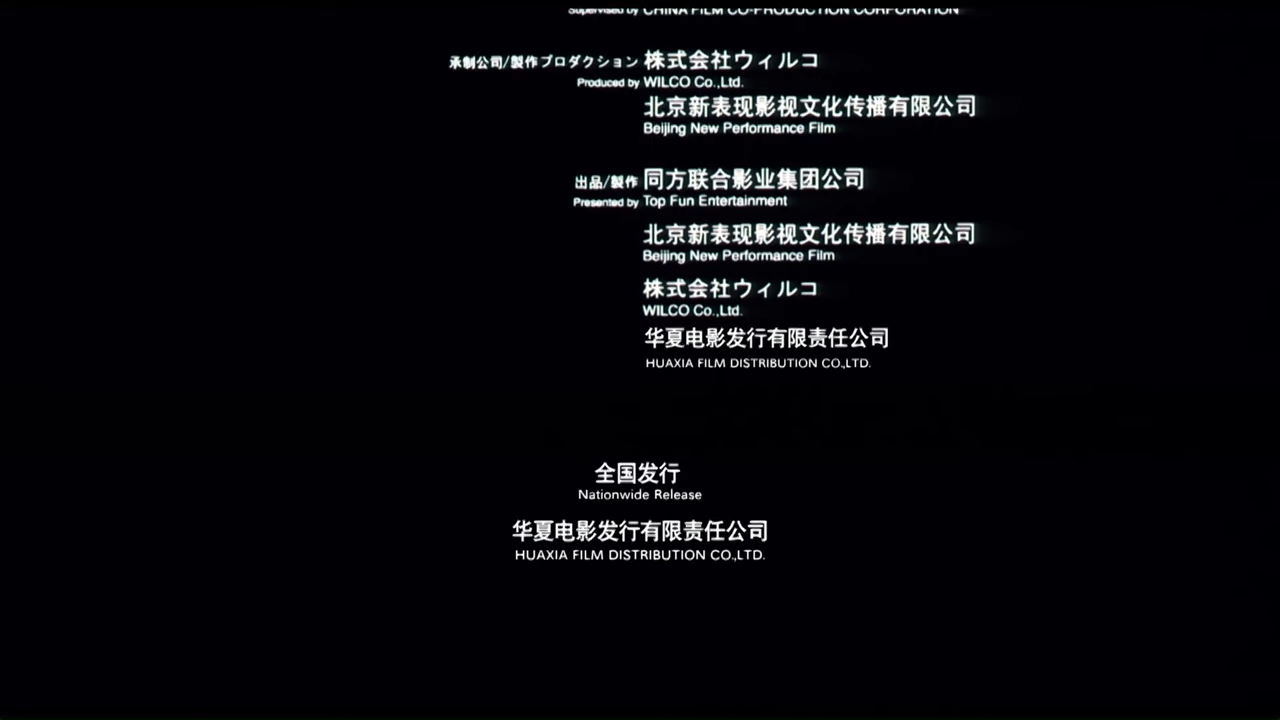 Supervised by CHINA FILM CO-PRODUCTION CORPORATION
承制公司/製作プロダクション 株式会社ウィルコ
Produced by WILCO Co.,Ltd.
北京新表现影视文化传播有限公司
Beijing New Performance Film
出品/製作 同方联合影业集团公司
Presented by Top Fun Entertainment
北京新表现影视文化传播有限公司
Beijing New Performance Film
株式会社ウィルコ
WILCO Co.,Ltd.
华夏电影发行有限责任公司
HUAXIA FILM DISTRIBUTION CO.,LTD.
全国发行
Nationwide Release
华夏电影发行有限责任公司
HUAXIA FILM DISTRIBUTION CO.,LTD.